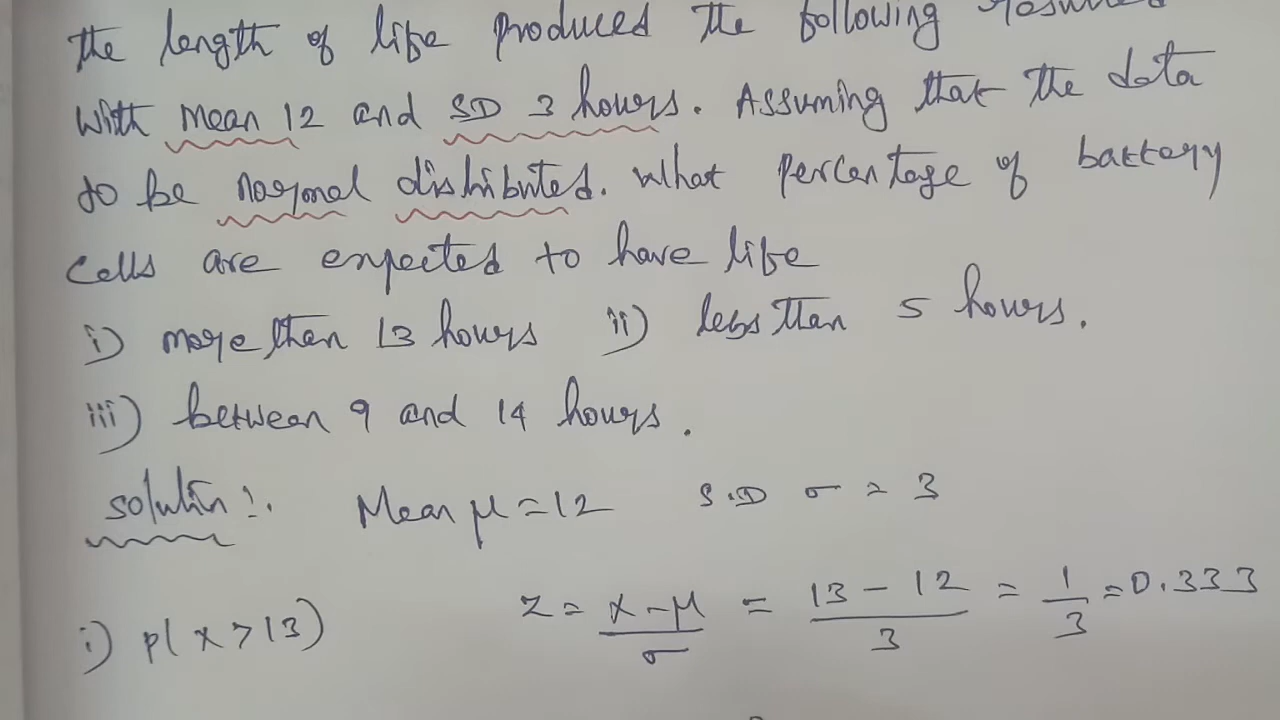 the length of life produced the following
with mean 12 and SD 3 hours. Assuming that the data
to be normal distributed. What percentage of battery
cells are expected to have life
i) more than 13 hours ii) less than 5 hours.
iii) between 9 and 14 hours.
solution:. Mean μ = 12 S.D σ = 3
i) P(X>13) Z = X-μ/σ = 13-12/3 = 1/3 = 0.333